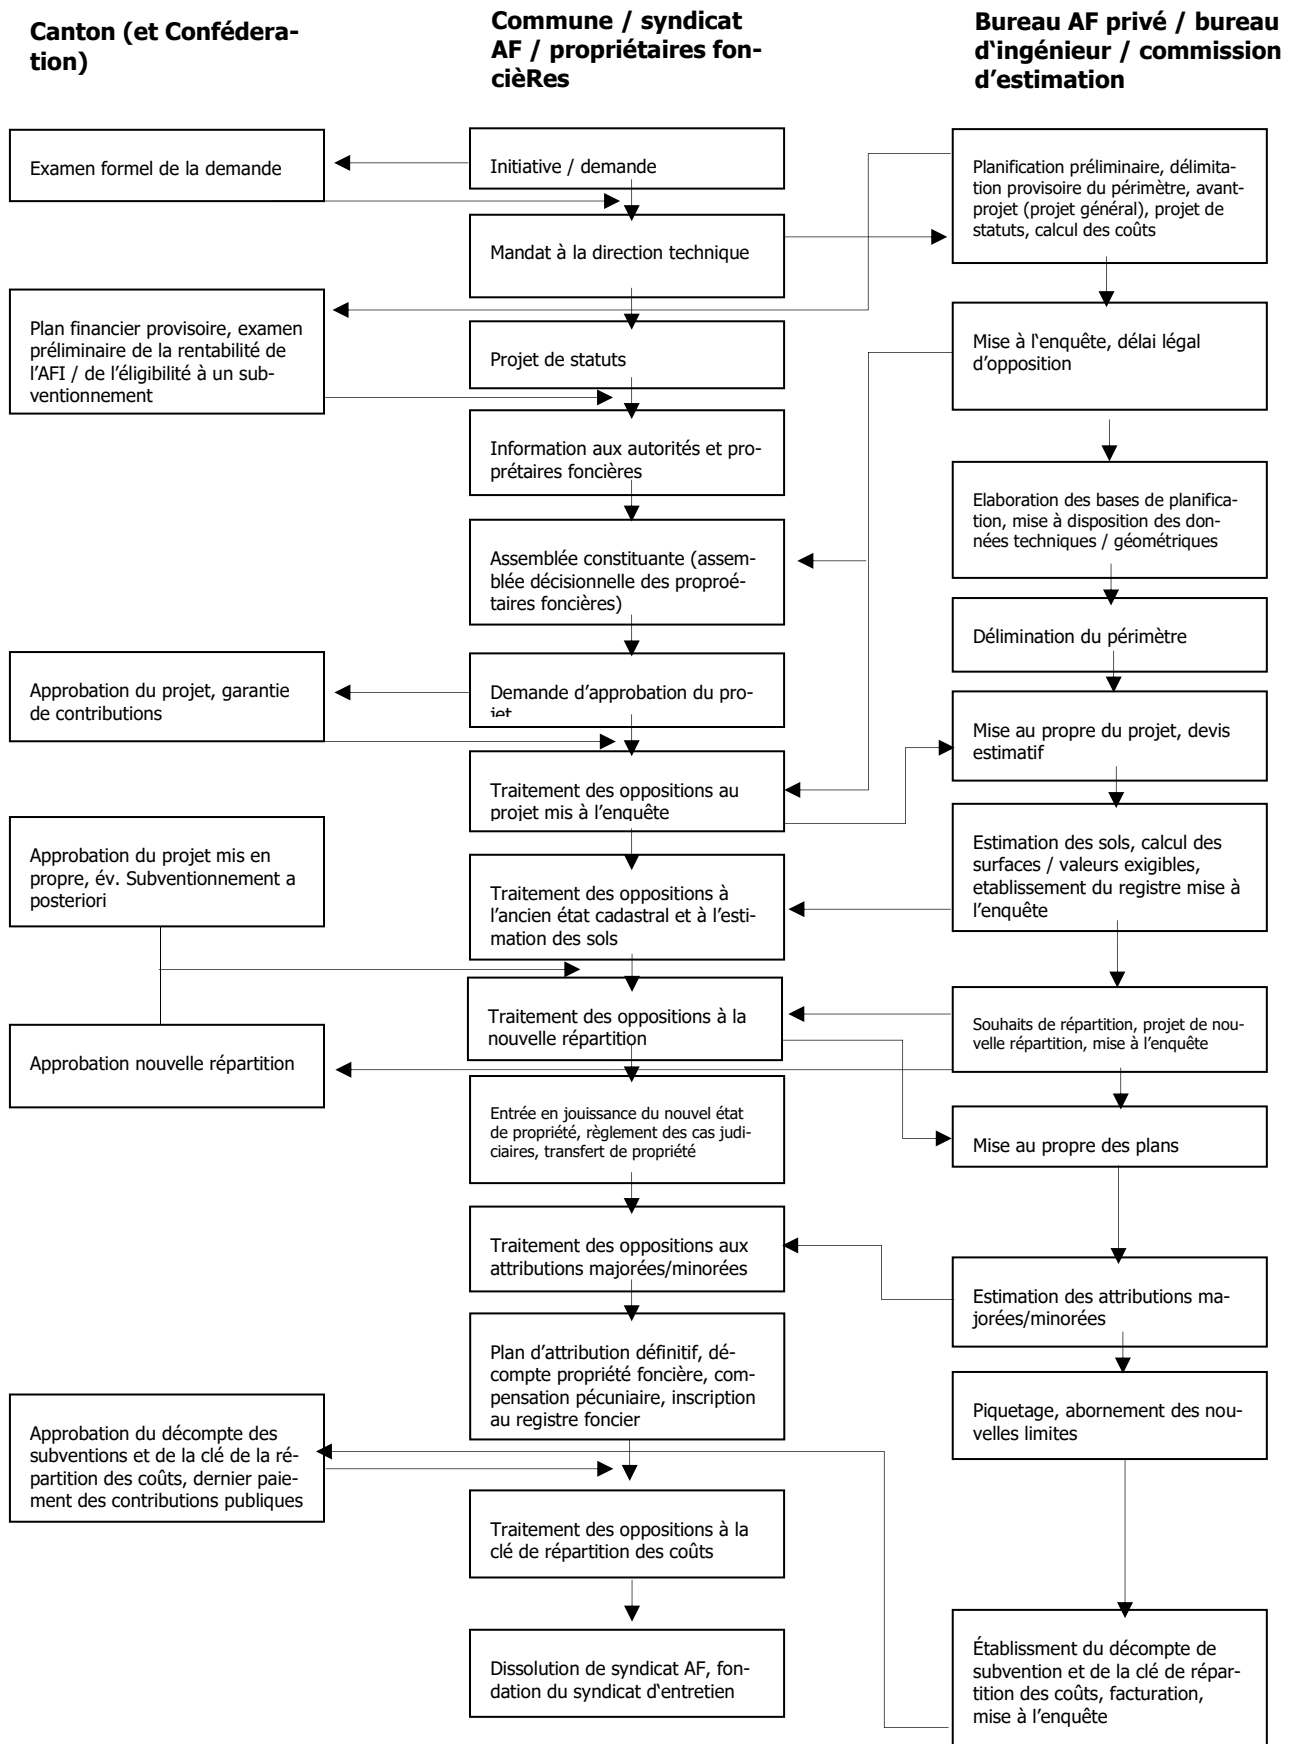 Canton (et Confédera-
tion)
Commune / syndicat
AF / propriétaires fon-
cièRes
Bureau AF privé / bureau
d‘ingénieur / commission
d’estimation
Examen formel de la demande
Initiative / demande
Planification préliminaire, délimita-
tion provisoire du périmètre, avant-
projet (projet général), projet de
statuts, calcul des coûts
Mandat à la direction technique
Plan financier provisoire, examen
préliminaire de la rentabilité de
l’AFI / de l’éligibilité à un sub-
ventionnement
Projet de statuts
Mise à l‘enquête, délai légal
d’opposition
Information aux autorités et pro-
prétaires foncières
Elaboration des bases de planifica-
tion, mise à disposition des don-
nées techniques / géométriques
Assemblée constituante (assem-
blée décisionnelle des proproé-
taires foncières)
Délimination du périmètre
Approbation du projet, garantie
de contributions
Demande d’approbation du pro-
jet
Mise au propre du projet, devis
estimatif
Traitement des oppositions au
projet mis à l’enquête
Approbation du projet mis en
propre, év. Subventionnement a
posteriori
Traitement des oppositions à
l’ancien état cadastral et à l’esti-
mation des sols
Estimation des sols, calcul des
surfaces / valeurs exigibles,
etablissement du registre mise à
l’enquête
Traitement des oppositions à la
nouvelle répartition
Souhaits de répartition, projet de nou-
velle répartition, mise à l’enquête
Approbation nouvelle répartition
Entrée en jouissance du nouvel état
de propriété, règlement des cas judi-
ciaires, transfert de propriété
Mise au propre des plans
Traitement des oppositions aux
attributions majorées/minorées
Estimation des attributions ma-
jorées/minorées
Plan d’attribution définitif, dé-
compte propriété foncière, com-
pensation pécuniaire, inscription
au registre foncier
Piquetage, abornement des nou-
velles limites
Approbation du décompte des
subventions et de la clé de la ré-
partition des coûts, dernier paie-
ment des contributions publiques
Traitement des oppositions à la
clé de répartition des coûts
Dissolution de syndicat AF, fon-
dation du syndicat d‘entretien
Établissment du décompte de
subvention et de la clé de répar-
tition des coûts, facturation,
mise à l’enquête